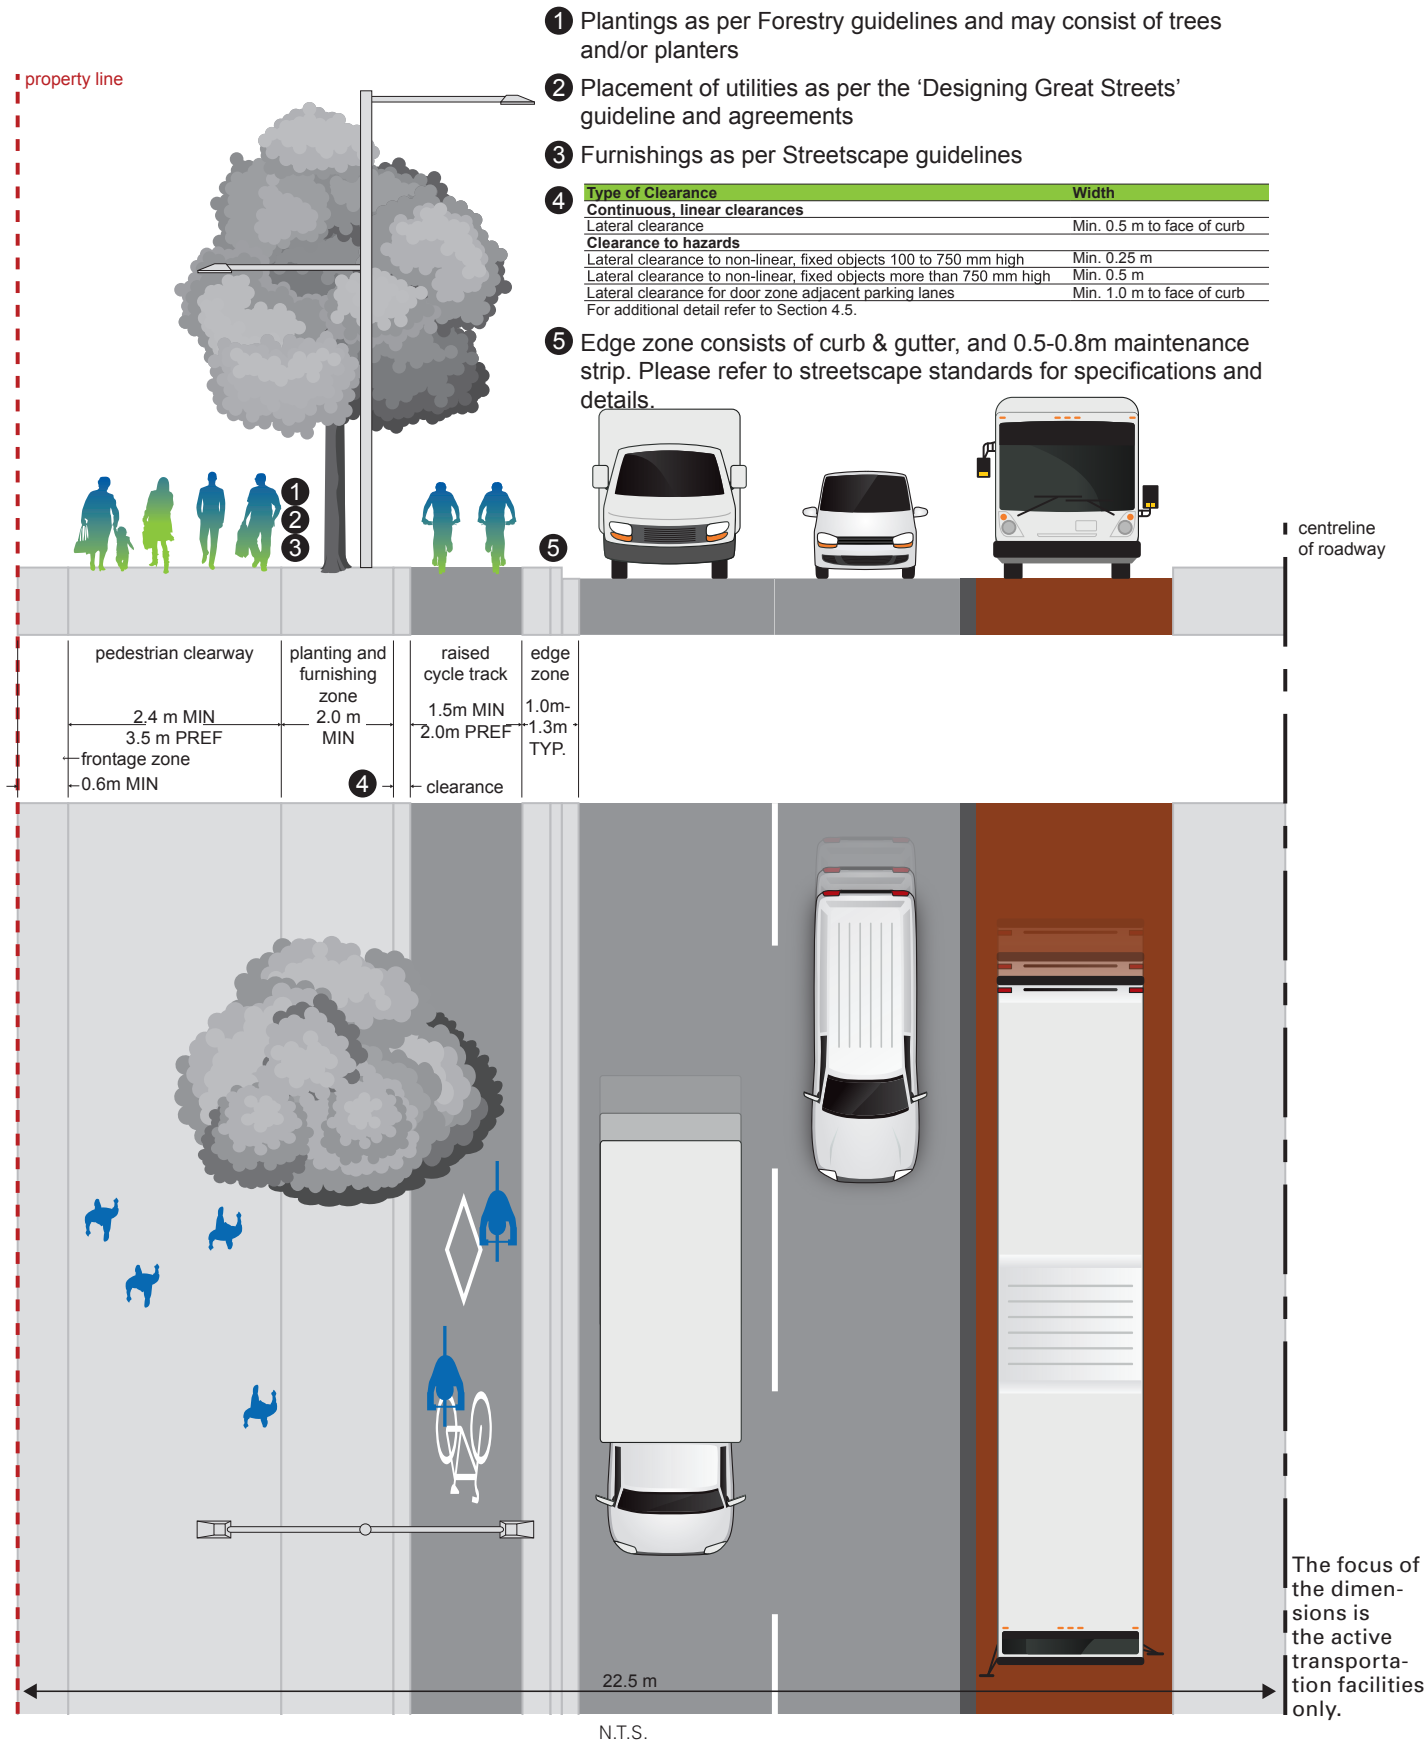 1 Plantings as per Forestry guidelines and may consist of trees
and/or planters
property line
2 Placement of utilities as per the ‘Designing Great Streets’
guideline and agreements
3 Furnishings as per Streetscape guidelines
4
Type of Clearance Width
Continuous, linear clearances
Lateral clearance Min. 0.5 m to face of curb
Clearance to hazards
Lateral clearance to non-linear, fixed objects 100 to 750 mm high Min. 0.25 m
Lateral clearance to non-linear, fixed objects more than 750 mm high Min. 0.5 m
Lateral clearance for door zone adjacent parking lanes Min. 1.0 m to face of curb
For additional detail refer to Section 4.5.
5 Edge zone consists of curb & gutter, and 0.5-0.8m maintenance
strip. Please refer to streetscape standards for specifications and
details.
1
2
3
5
centreline
of roadway
pedestrian clearway
2.4 m MIN
3.5 m PREF
frontage zone
0.6m MIN
planting and
furnishing
zone
2.0 m
MIN
4
raised
cycle track
1.5m MIN
2.0m PREF
clearance
edge
zone
1.0m-
1.3m
TYP.
The focus of
the dimen-
sions is
the active
transporta-
tion facilities
only.
22.5 m
N.T.S.